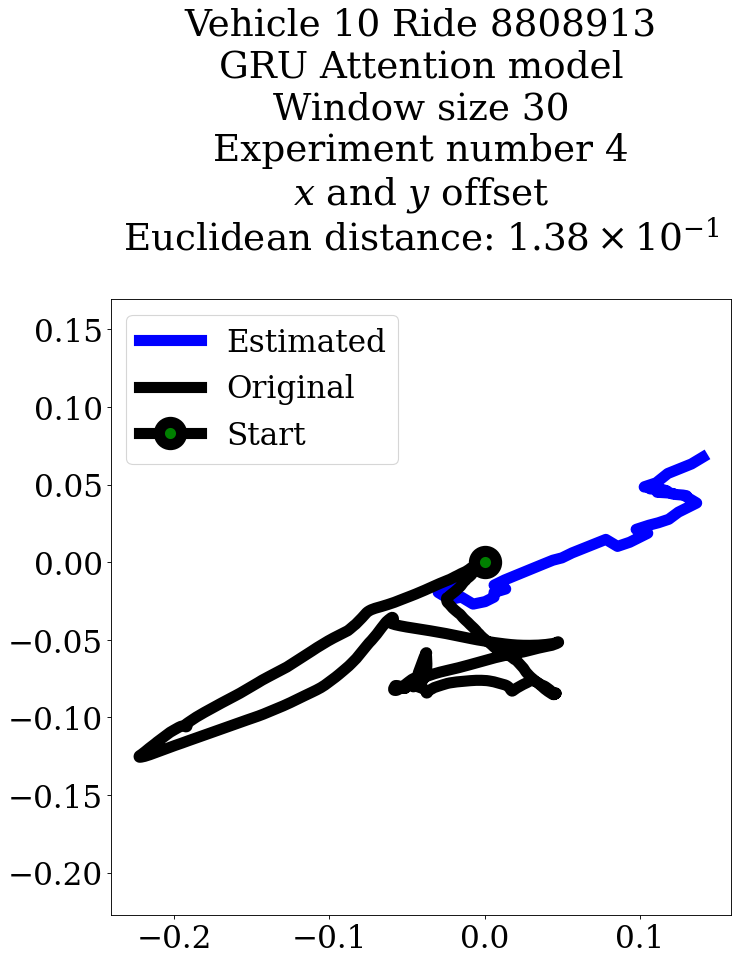 Vehicle 10 Ride 8808913
GRU Attention model
Window size 30
Experiment number 4
x and y offset
Euclidean distance: 1.38 × 10⁻¹
Estimated
Original
Start
0.15
0.10
0.05
0.00
−0.05
−0.10
−0.15
−0.20
−0.2
−0.1
0.0
0.1